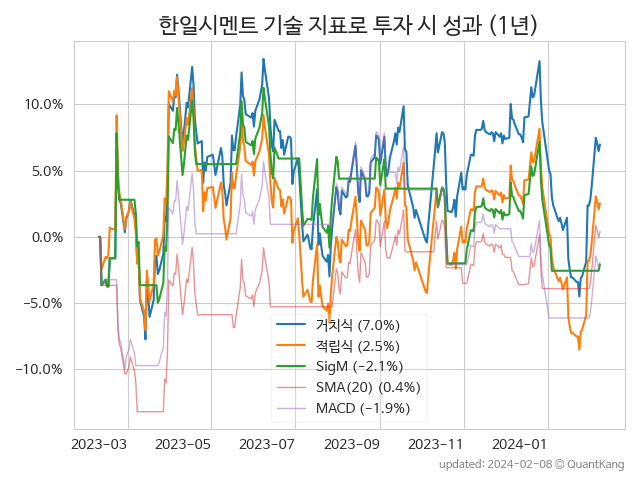 한일시멘트 기술 지표로 투자 시 성과 (1년)
10.0%
5.0%
0.0%
−5.0%
−10.0%
거치식 (7.0%)
적립식 (2.5%)
SigM (−2.1%)
SMA(20) (0.4%)
MACD (−1.9%)
2023−03 2023−05 2023−07 2023−09 2023−11 2024−01
updated: 2024−02−08 ⓒ QuantKang